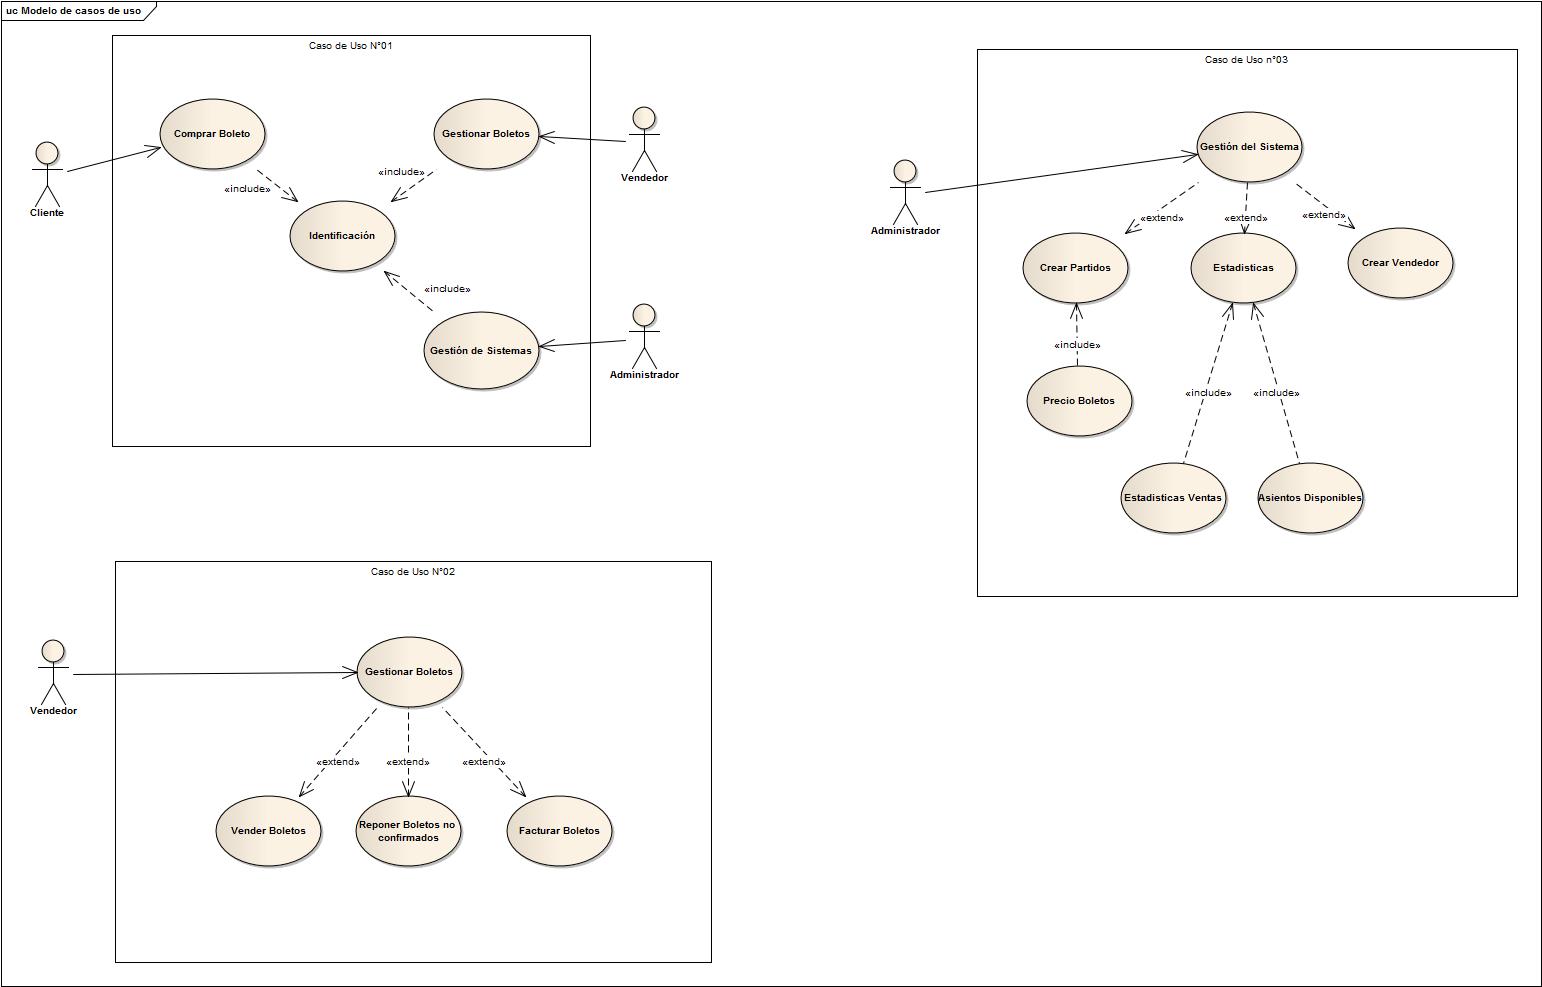 uc Modelo de casos de uso
Caso de Uso N°01
Comprar Boleto
Gestionar Boletos
«include»
«include»
Identificación
«include»
Gestión de Sistemas
Cliente
Vendedor
Administrador
Caso de Uso n°03
Gestión del Sistema
Administrador
«extend»
«extend»
«extend»
Crear Partidos
Estadisticas
Crear Vendedor
«include»
Precio Boletos
«include»
«include»
Estadisticas Ventas
Asientos Disponibles
Caso de Uso N°02
Gestionar Boletos
Vendedor
«extend»
«extend»
«extend»
Vender Boletos
Reponer Boletos no
confirmados
Facturar Boletos